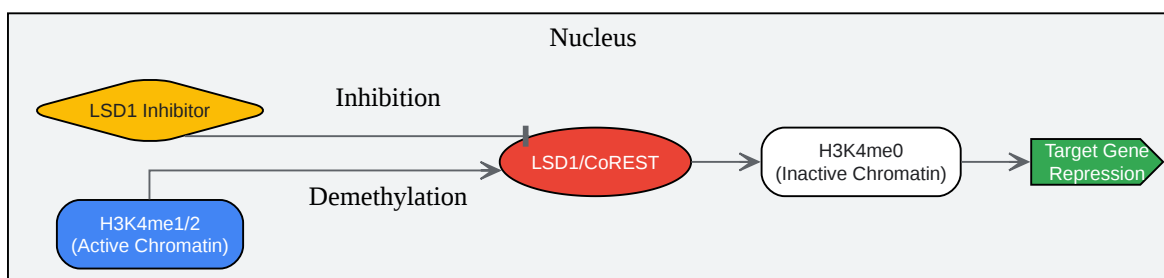 Nucleus
LSD1 Inhibitor
Inhibition
LSD1/CoREST
H3K4me0
(Inactive Chromatin)
Target Gene
Repression
Demethylation
H3K4me1/2
(Active Chromatin)